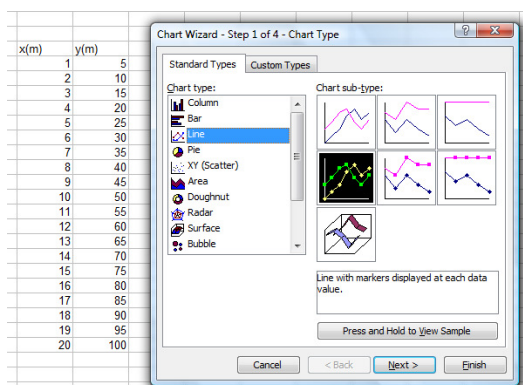 x(m) y(m)
1 5
2 10
3 15
4 20
5 25
6 30
7 35
8 40
9 45
10 50
11 55
12 60
13 65
14 70
15 75
16 80
17 85
18 90
19 95
20 100
Chart Wizard - Step 1 of 4 - Chart Type
Standard Types Custom Types
Chart type:
Column
Bar
Line
Pie
XY (Scatter)
Area
Doughnut
Radar
Surface
Bubble
Chart sub-type:
Line with markers displayed at each data
value.
Press and Hold to View Sample
Cancel < Back Next > Finish